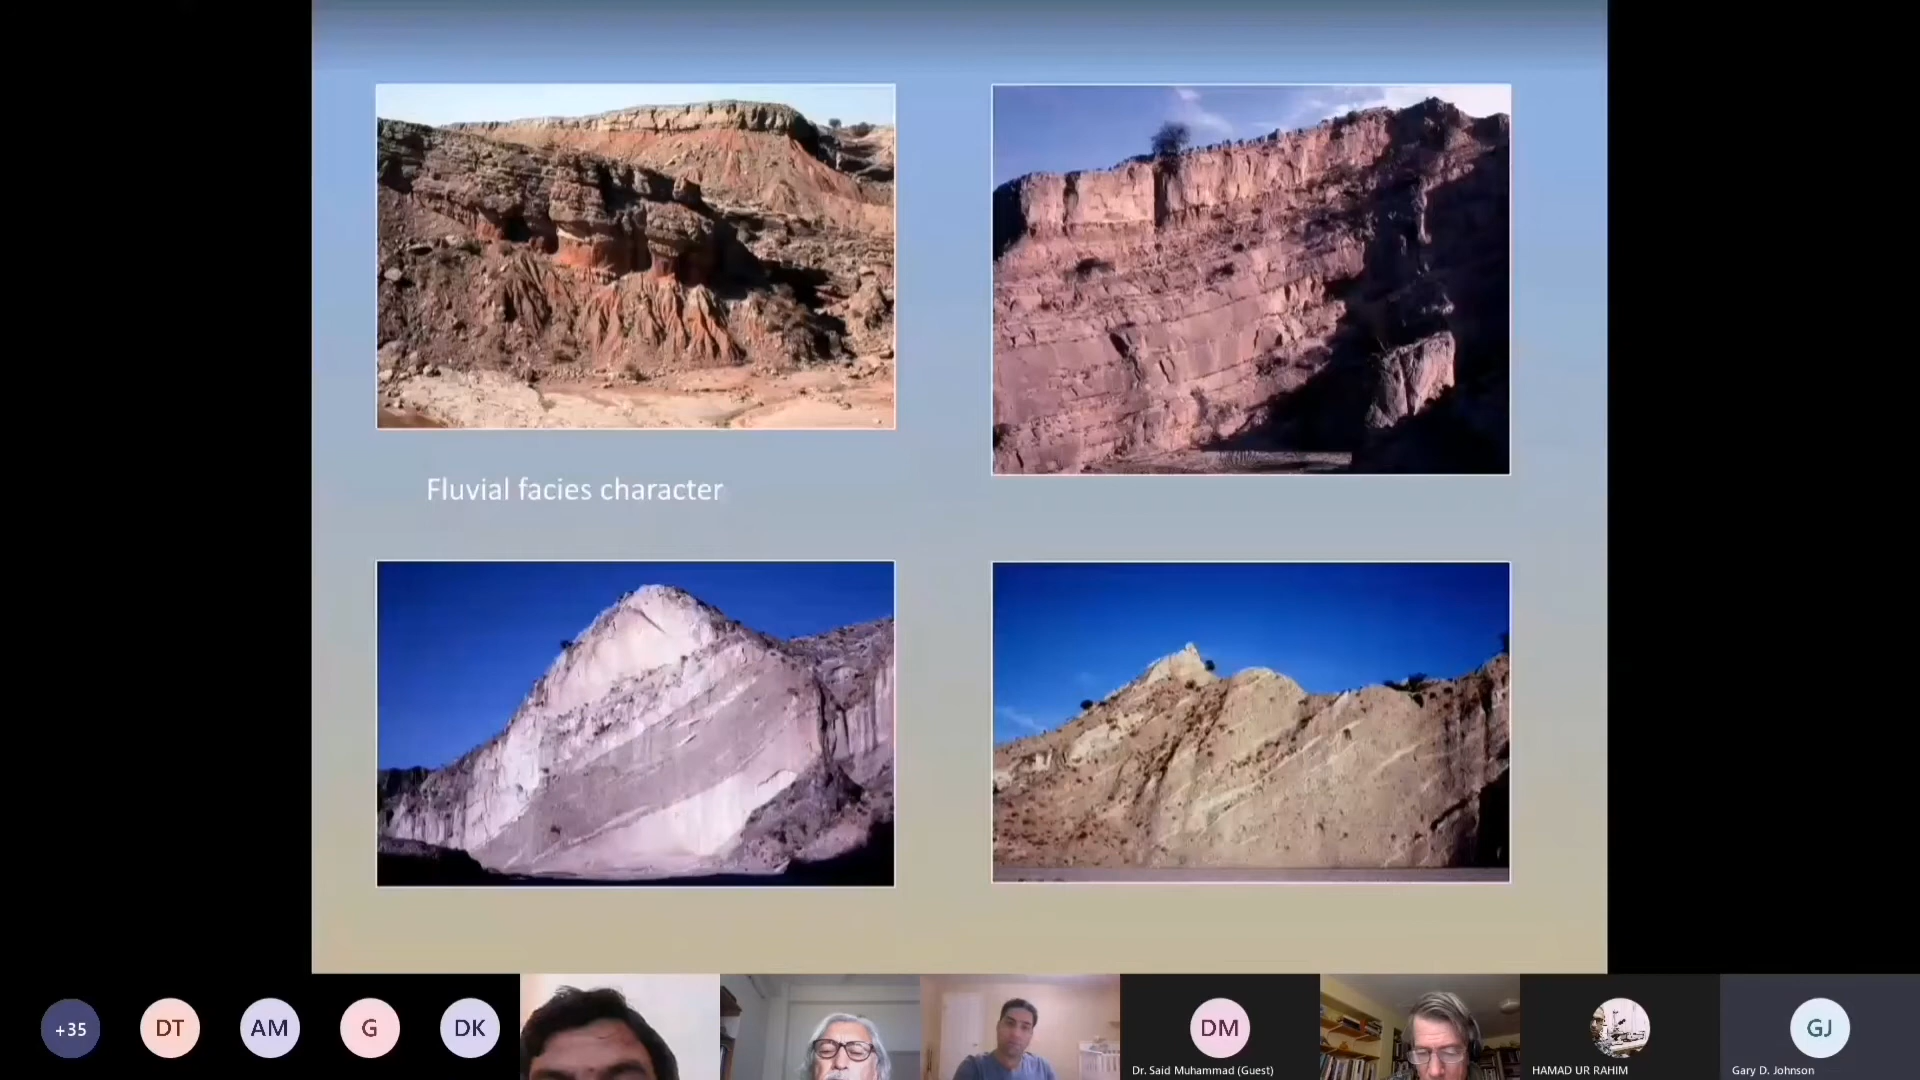 Fluvial facies character
+35
DT
AM
G
DK
DM
GJ
Dr. Said Muhammad (Guest)
HAMAD UR RAHIM
Gary D. Johnson